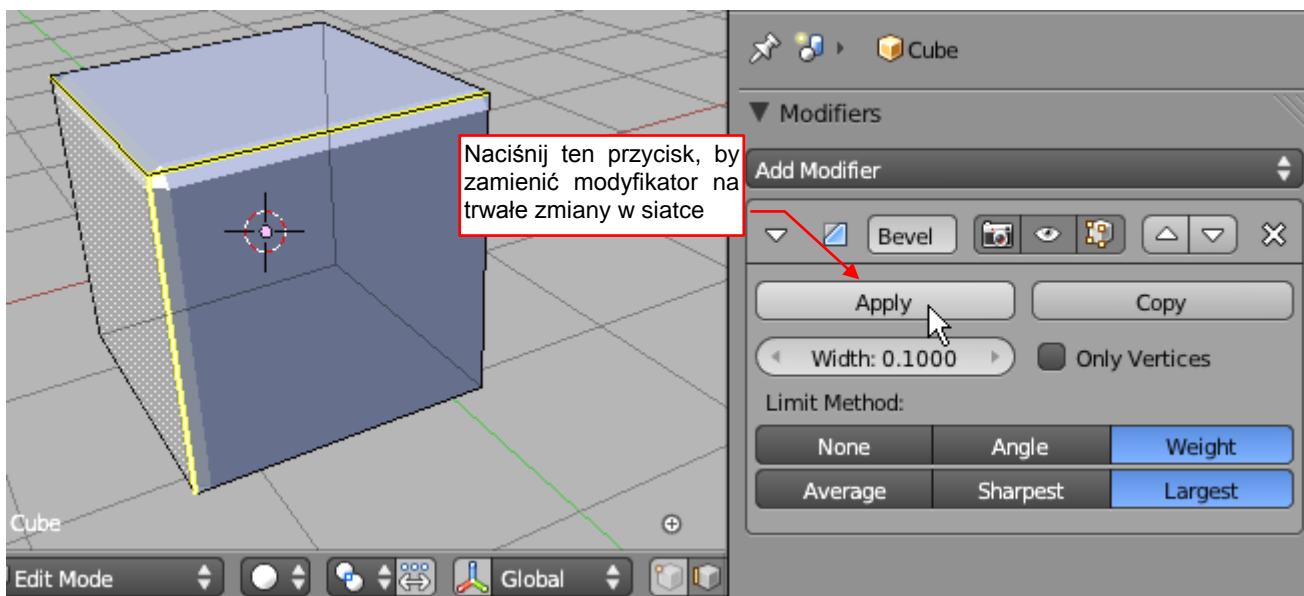 Cube
Modifiers
Naciśnij ten przycisk, by
zamienić modyfikator na
trwałe zmiany w siatce
Add Modifier
Bevel
Apply
Copy
Width: 0.1000
Only Vertices
Limit Method:
None
Angle
Weight
Average
Sharpest
Largest
Cube
Edit Mode
Global